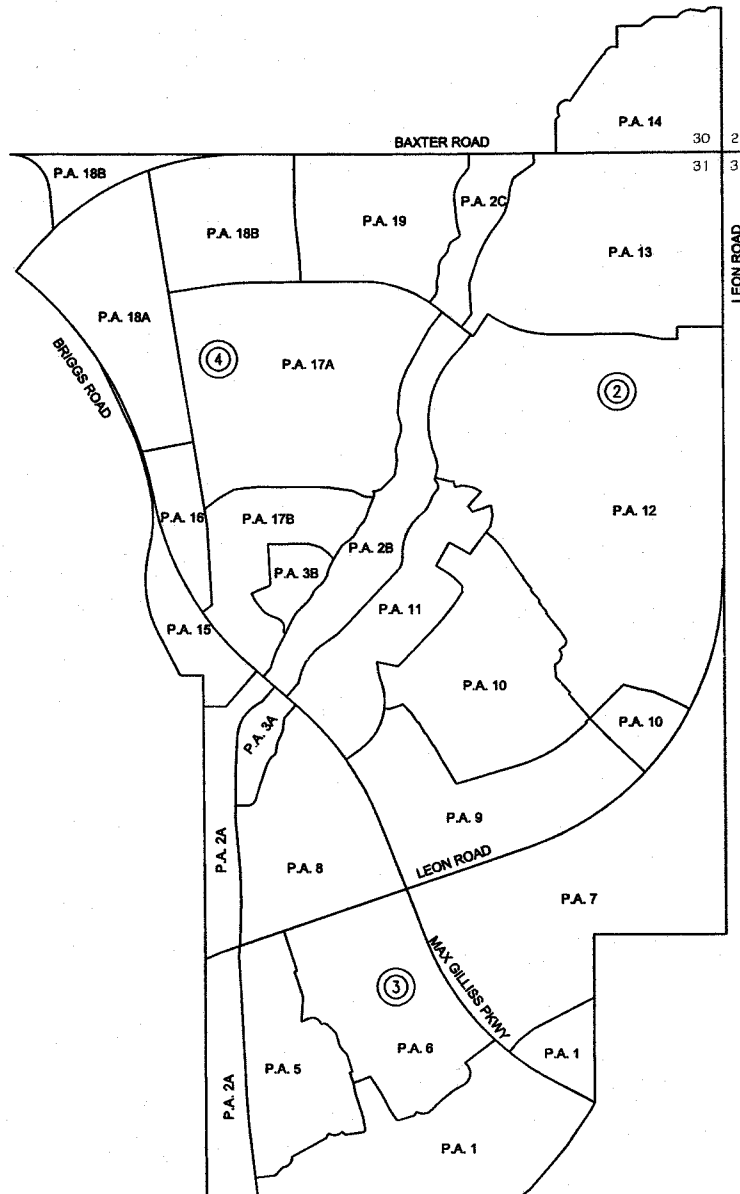 P.A. 14
BAXTER ROAD
30 2
31 3
P.A. 18B
P.A. 2C
P.A. 18B
P.A. 19
P.A. 13
LEON ROAD
P.A. 18A
BRIGGS ROAD
4
P.A. 17A
2
P.A. 16
P.A. 17B
P.A. 12
P.A. 2B
P.A. 3B
P.A. 11
P.A. 15
P.A. 10
P.A. 10
P.A. 3A
P.A. 9
P.A. 2A
P.A. 8
LEON ROAD
P.A. 7
MAX GILLISS PKWY
3
P.A. 6
P.A. 1
P.A. 5
P.A. 2A
P.A. 1